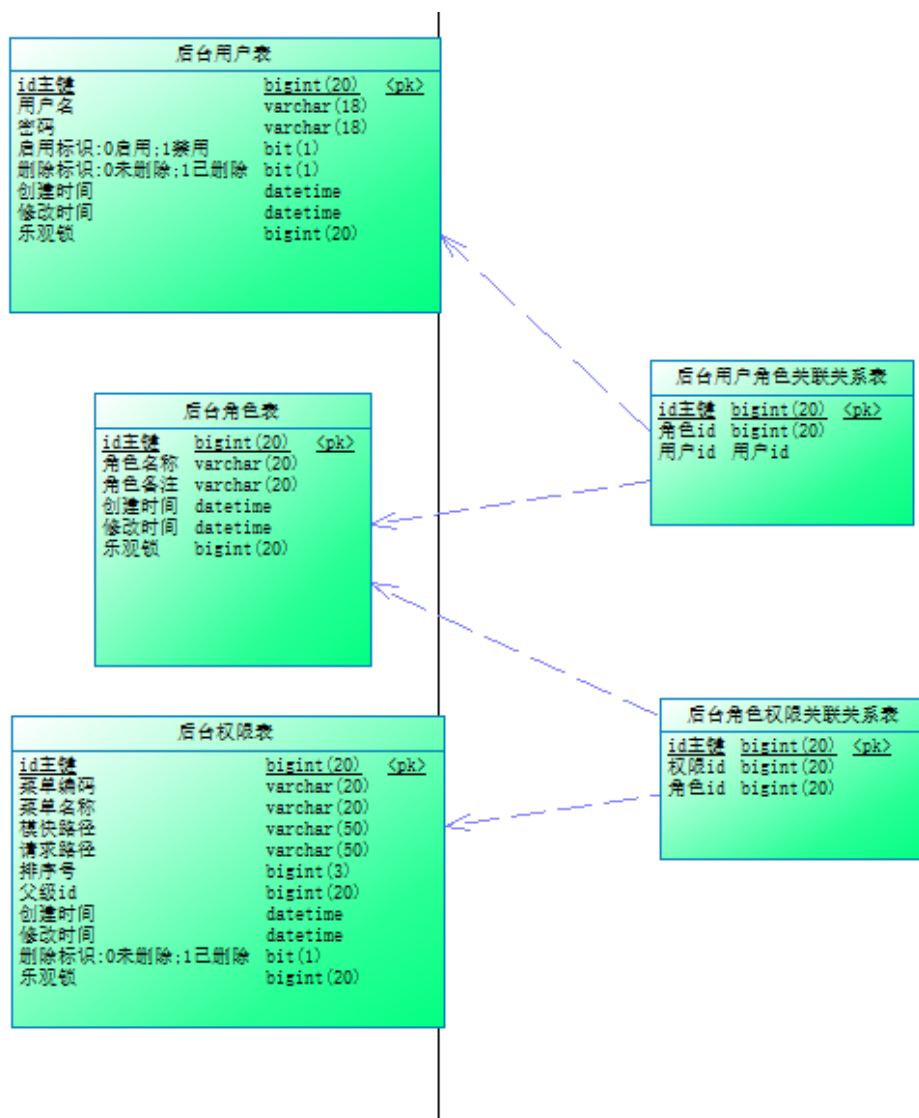 后台用户表
id主键 bigint(20) <pk>
用户名 varchar(18)
密码 varchar(18)
启用标识:0启用;1禁用 bit(1)
删除标识:0未删除;1已删除 bit(1)
创建时间 datetime
修改时间 datetime
乐观锁 bigint(20)
后台用户角色关联关系表
id主键 bigint(20) <pk>
角色id bigint(20)
用户id 用户id
后台角色表
id主键 bigint(20) <pk>
角色名称 varchar(20)
角色备注 varchar(20)
创建时间 datetime
修改时间 datetime
乐观锁 bigint(20)
后台角色权限关联关系表
id主键 bigint(20) <pk>
权限id bigint(20)
角色id bigint(20)
后台权限表
id主键 bigint(20) <pk>
菜单编码 varchar(20)
菜单名称 varchar(20)
模快路径 varchar(50)
请求路径 varchar(50)
排序号 bigint(3)
父级id bigint(20)
创建时间 datetime
修改时间 datetime
删除标识:0未删除;1已删除 bit(1)
乐观锁 bigint(20)